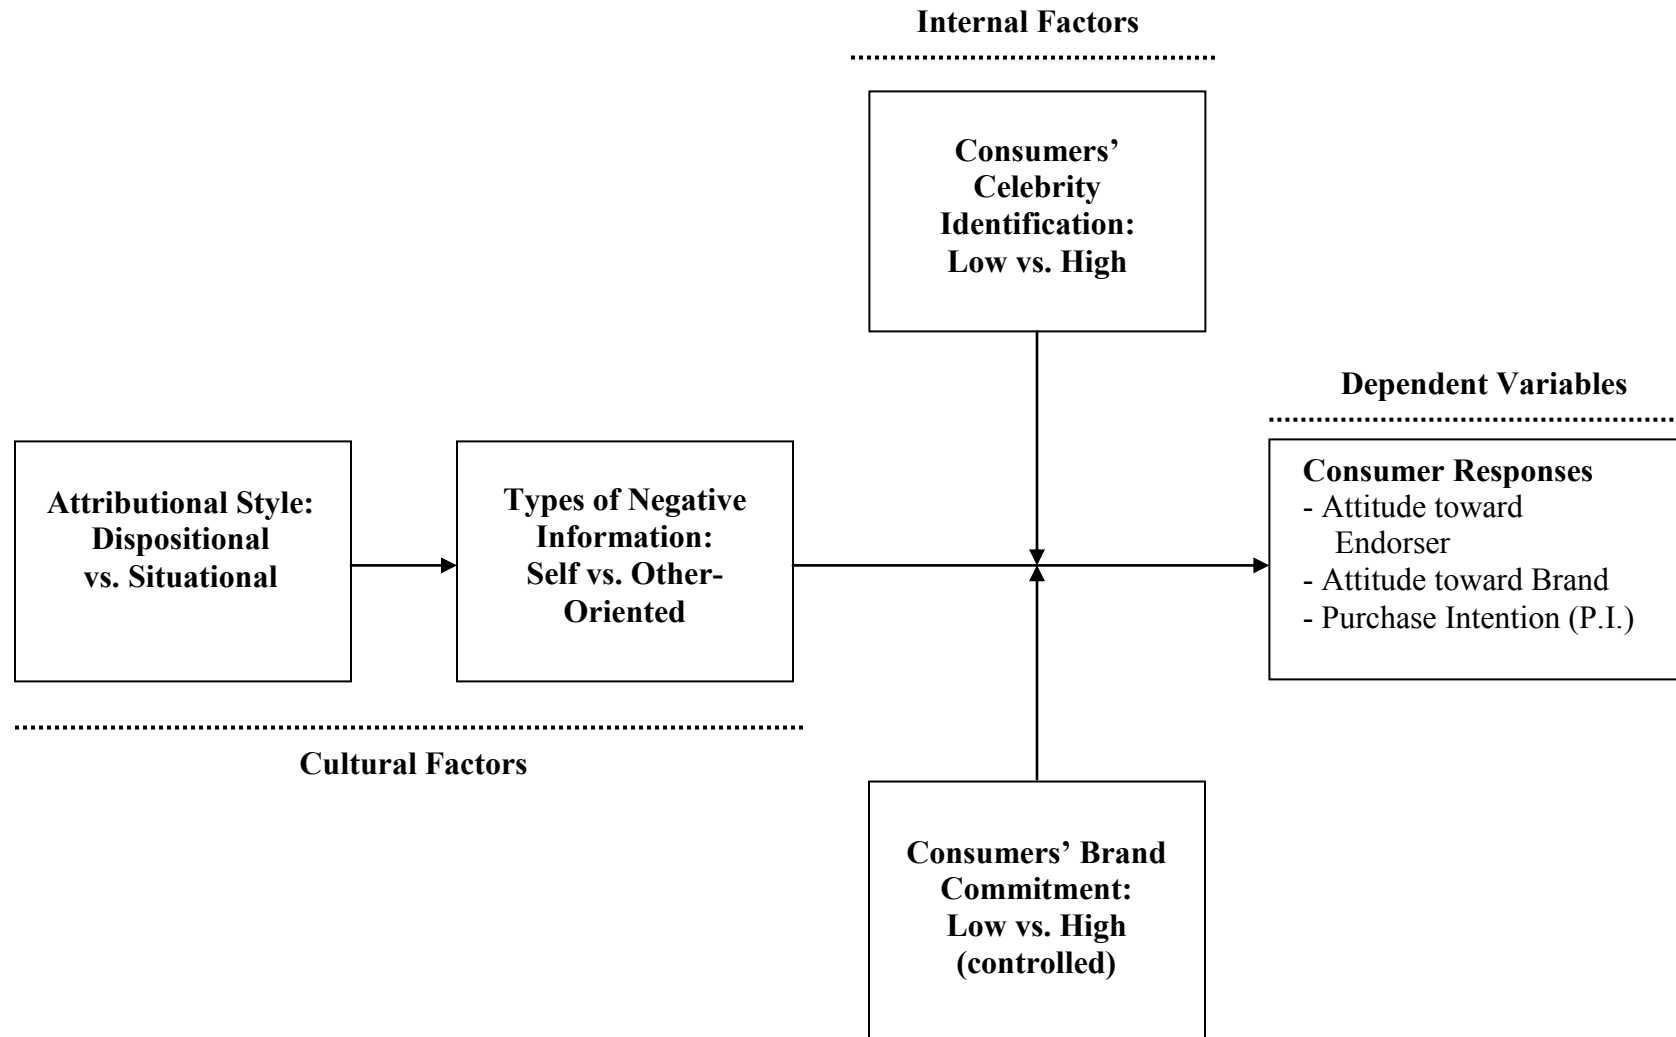 Internal Factors
Consumers’
Celebrity
Identification:
Low vs. High
Dependent Variables
Attributional Style:
Dispositional
vs. Situational
Types of Negative
Information:
Self vs. Other-
Oriented
Consumer Responses
- Attitude toward
Endorser
- Attitude toward Brand
- Purchase Intention (P.I.)
Cultural Factors
Consumers’ Brand
Commitment:
Low vs. High
(controlled)